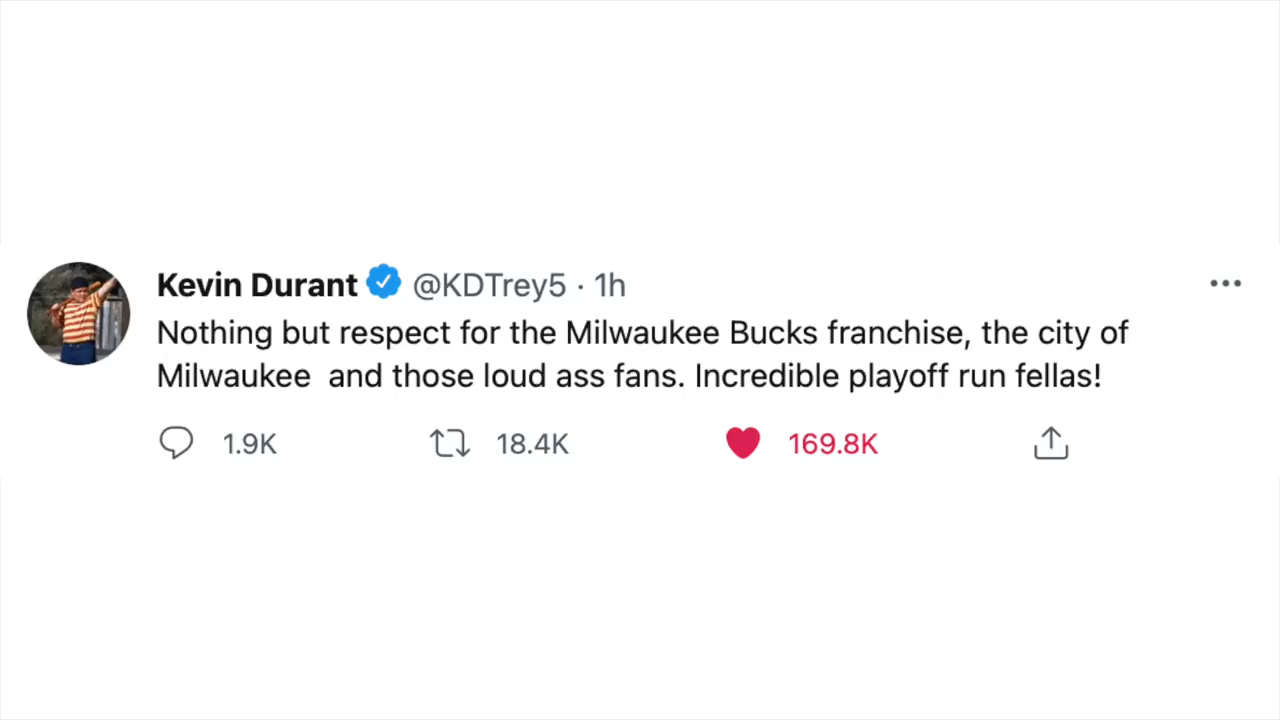 Kevin Durant @KDTrey5 · 1h
Nothing but respect for the Milwaukee Bucks franchise, the city of
Milwaukee  and those loud ass fans. Incredible playoff run fellas!
1.9K 18.4K 169.8K